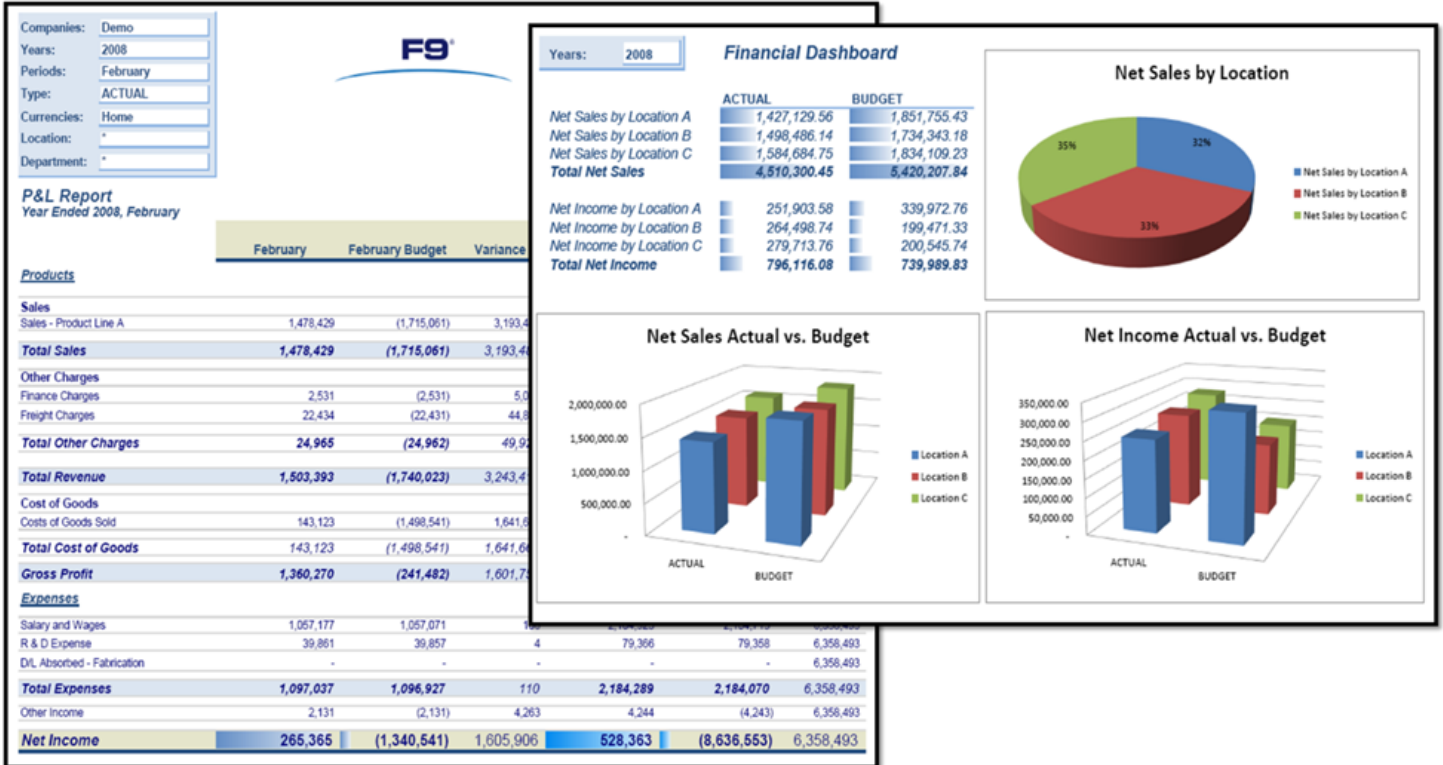 Companies: Demo
Years: 2008
Periods: February
Type: ACTUAL
Currencies: Home
Location: *
Department: *
F9®
P&L Report
Year Ended 2008, February
February February Budget Variance
Products
Sales
Sales - Product Line A 1,478,429 (1,715,061)
Total Sales 1,478,429 (1,715,061)
Other Charges
Finance Charges 2,531 (2,531)
Freight Charges 22,434 (22,431)
Total Other Charges 24,965 (24,962)
Total Revenue 1,503,393 (1,740,023)
Cost of Goods
Costs of Goods Sold 143,123 (1,498,541)
Total Cost of Goods 143,123 (1,498,541)
Gross Profit 1,360,270 (241,482)
Expenses
Salary and Wages 1,057,177 1,057,071
R & D Expense 39,861 39,857 4 79,366 79,358 6,358,493
D/L Absorbed - Fabrication - - - - - 6,358,493
Total Expenses 1,097,037 1,096,927 110 2,184,289 2,184,070 6,358,493
Other Income 2,131 (2,131) 4,263 4,244 (4,243) 6,358,493
Net Income 265,365 (1,340,541) 1,605,906 528,363 (8,636,553) 6,358,493
Years: 2008
Financial Dashboard
ACTUAL BUDGET
Net Sales by Location A 1,427,129.56 1,851,755.43
Net Sales by Location B 1,498,486.14 1,734,343.18
Net Sales by Location C 1,584,684.75 1,834,109.23
Total Net Sales 4,510,300.45 5,420,207.84
Net Income by Location A 251,903.58 339,972.76
Net Income by Location B 264,498.74 199,471.33
Net Income by Location C 279,713.76 200,545.74
Total Net Income 796,116.08 739,989.83
Net Sales by Location
35%
32%
33%
Net Sales by Location A
Net Sales by Location B
Net Sales by Location C
Net Sales Actual vs. Budget
2,000,000.00
1,500,000.00
1,000,000.00
500,000.00
-
ACTUAL
BUDGET
Location A
Location B
Location C
Net Income Actual vs. Budget
350,000.00
300,000.00
250,000.00
200,000.00
150,000.00
100,000.00
50,000.00
-
ACTUAL
BUDGET
Location A
Location B
Location C